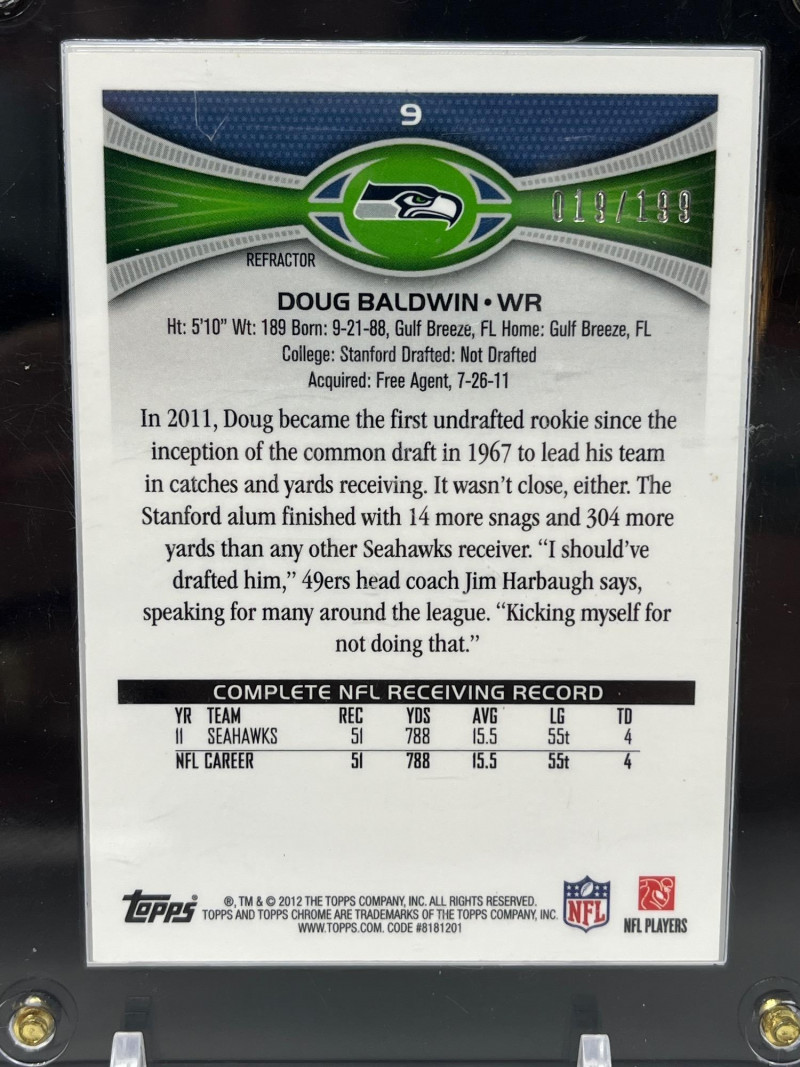 9
019/199
REFRACTOR
DOUG BALDWIN • WR
Ht: 5'10" Wt: 189 Born: 9-21-88, Gulf Breeze, FL Home: Gulf Breeze, FL
College: Stanford Drafted: Not Drafted
Acquired: Free Agent, 7-26-11
In 2011, Doug became the first undrafted rookie since the
inception of the common draft in 1967 to lead his team
in catches and yards receiving. It wasn't close, either. The
Stanford alum finished with 14 more snags and 304 more
yards than any other Seahawks receiver. “I should've
drafted him,” 49ers head coach Jim Harbaugh says,
speaking for many around the league. “Kicking myself for
not doing that.”
COMPLETE NFL RECEIVING RECORD
YR TEAM REC YDS AVG LG TD
11 SEAHAWKS 51 788 15.5 55t 4
NFL CAREER 51 788 15.5 55t 4
Topps
®, TM & © 2012 THE TOPPS COMPANY, INC. ALL RIGHTS RESERVED.
TOPPS AND TOPPS CHROME ARE TRADEMARKS OF THE TOPPS COMPANY, INC.
WWW.TOPPS.COM. CODE #8181201
NFL
NFL PLAYERS